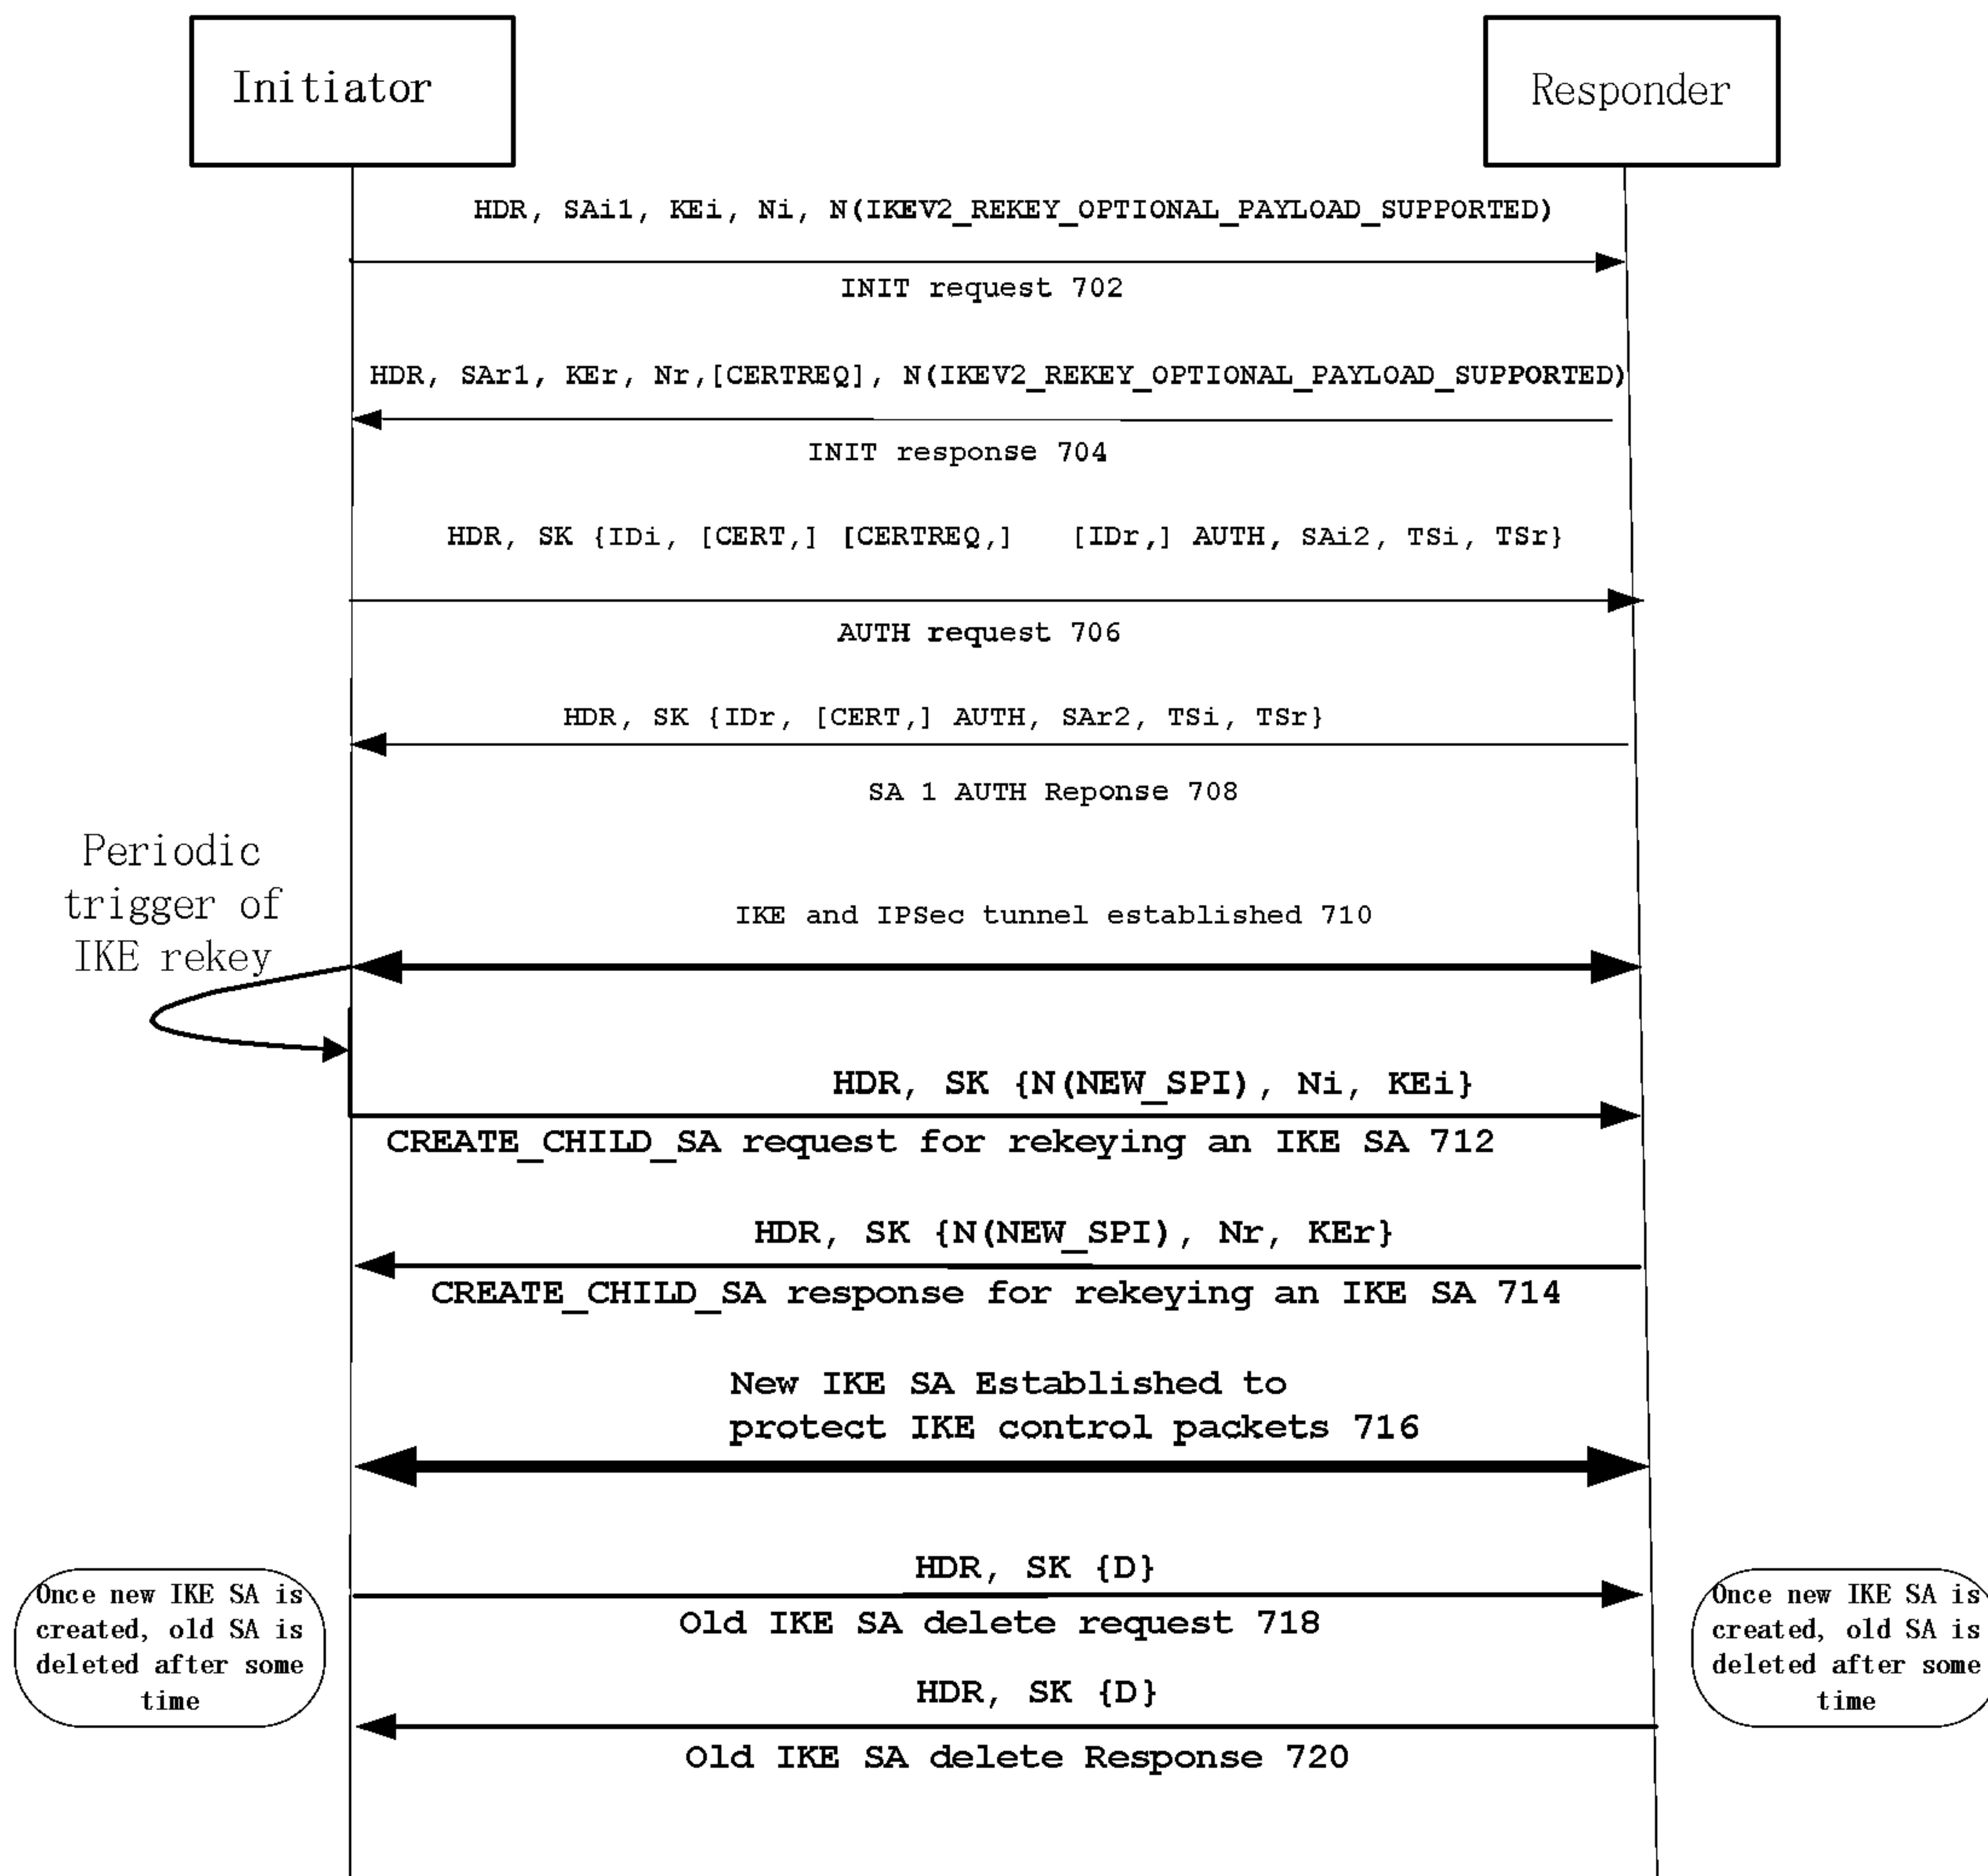 Initiator
Responder
HDR, SAi1, KEi, Ni, N(IKEV2_REKEY_OPTIONAL_PAYLOAD_SUPPORTED)
INIT request 702
HDR, SAr1, KEr, Nr,[CERTREQ], N(IKEV2_REKEY_OPTIONAL_PAYLOAD_SUPPORTED)
INIT response 704
HDR, SK {IDi, [CERT,] [CERTREQ,] [IDr,] AUTH, SAi2, TSi, TSr}
AUTH request 706
HDR, SK {IDr, [CERT,] AUTH, SAr2, TSi, TSr}
SA 1 AUTH Reponse 708
Periodic
trigger of
IKE rekey
IKE and IPSec tunnel established 710
HDR, SK {N(NEW_SPI), Ni, KEi}
CREATE_CHILD_SA request for rekeying an IKE SA 712
HDR, SK {N(NEW_SPI), Nr, KEr}
CREATE_CHILD_SA response for rekeying an IKE SA 714
New IKE SA Established to
protect IKE control packets 716
HDR, SK {D}
Old IKE SA delete request 718
Once new IKE SA is
created, old SA is
deleted after some
time
Once new IKE SA is
created, old SA is
deleted after some
time
HDR, SK {D}
Old IKE SA delete Response 720